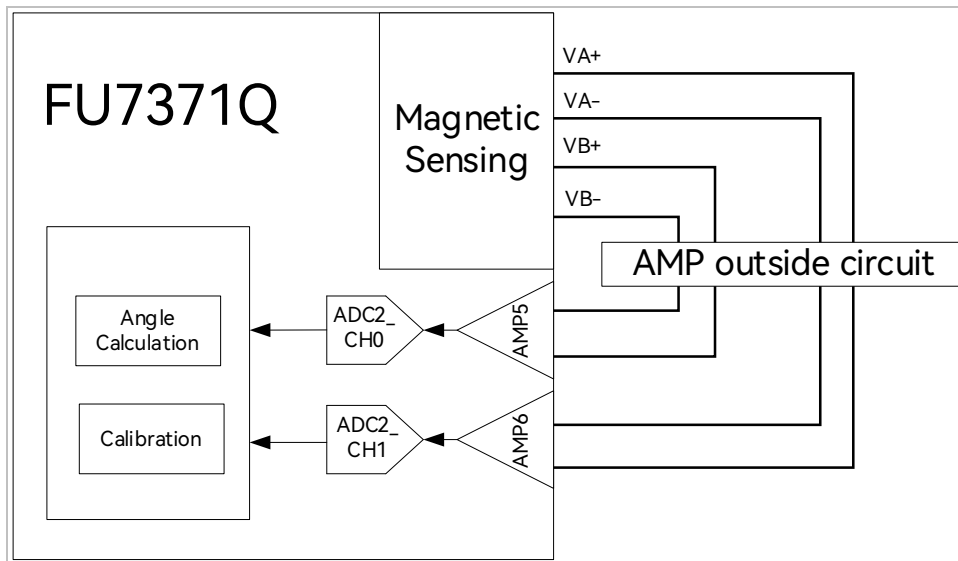 FU7371Q
Magnetic
Sensing
VA+
VA-
VB+
VB-
AMP outside circuit
Angle
Calculation
ADC2_
CH0
AMP5
Calibration
ADC2_
CH1
AMP6